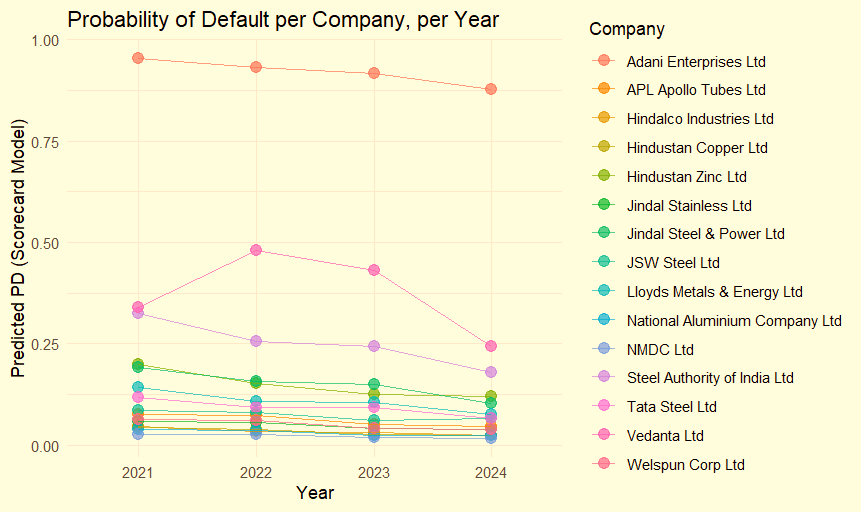 Probability of Default per Company, per Year
Predicted PD (Scorecard Model)
1.00
0.75
0.50
0.25
0.00
2021
2022
2023
2024
Year
Company
Adani Enterprises Ltd
APL Apollo Tubes Ltd
Hindalco Industries Ltd
Hindustan Copper Ltd
Hindustan Zinc Ltd
Jindal Stainless Ltd
Jindal Steel & Power Ltd
JSW Steel Ltd
Lloyds Metals & Energy Ltd
National Aluminium Company Ltd
NMDC Ltd
Steel Authority of India Ltd
Tata Steel Ltd
Vedanta Ltd
Welspun Corp Ltd